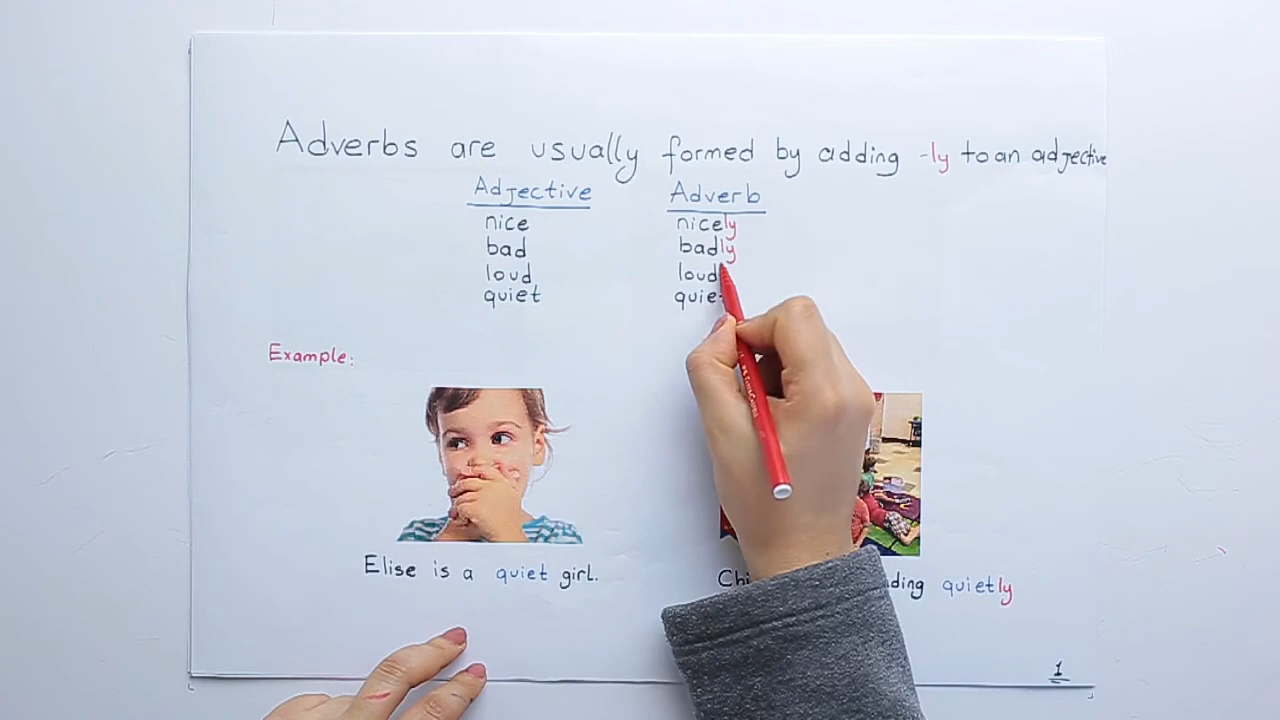 Adverbs are usually formed by adding -ly to an adjective
Adjective Adverb
nice nicely
bad badly
loud loud
quiet
Example:
Elise is a quiet girl.
quietly
1